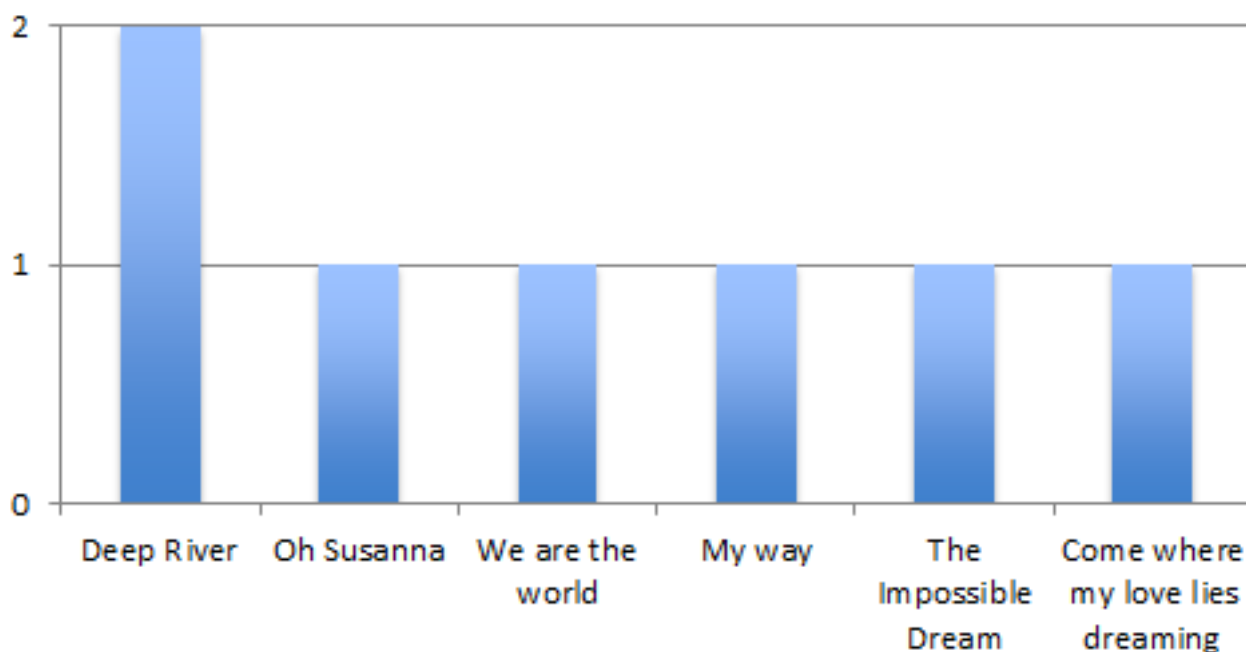 2
1
0
Deep River
Oh Susanna
We are the
world
My way
The
Impossible
Dream
Come where
my love lies
dreaming